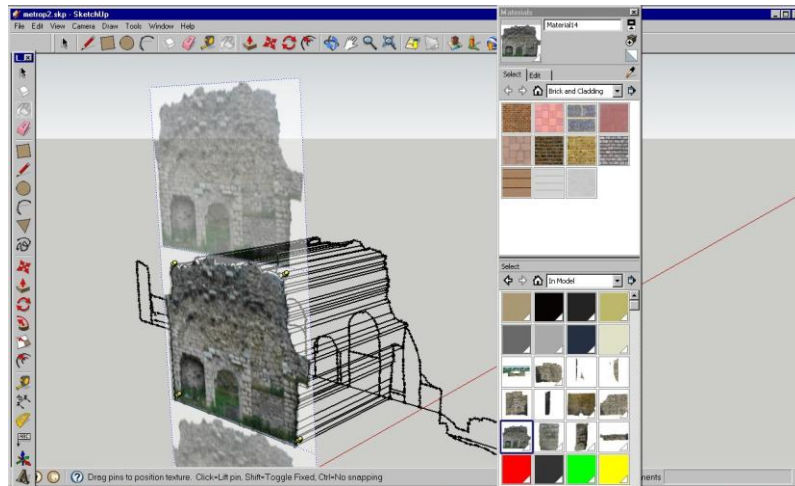 metrop2.skp - SketchUp
File Edit View Camera Draw Tools Window Help
Materials
Material14
Select Edit
Brick and Cladding
Select
In Model
ABC
Drag pins to position texture. Click=Lift pin, Shift=Toggle Fixed, Ctrl=No snapping